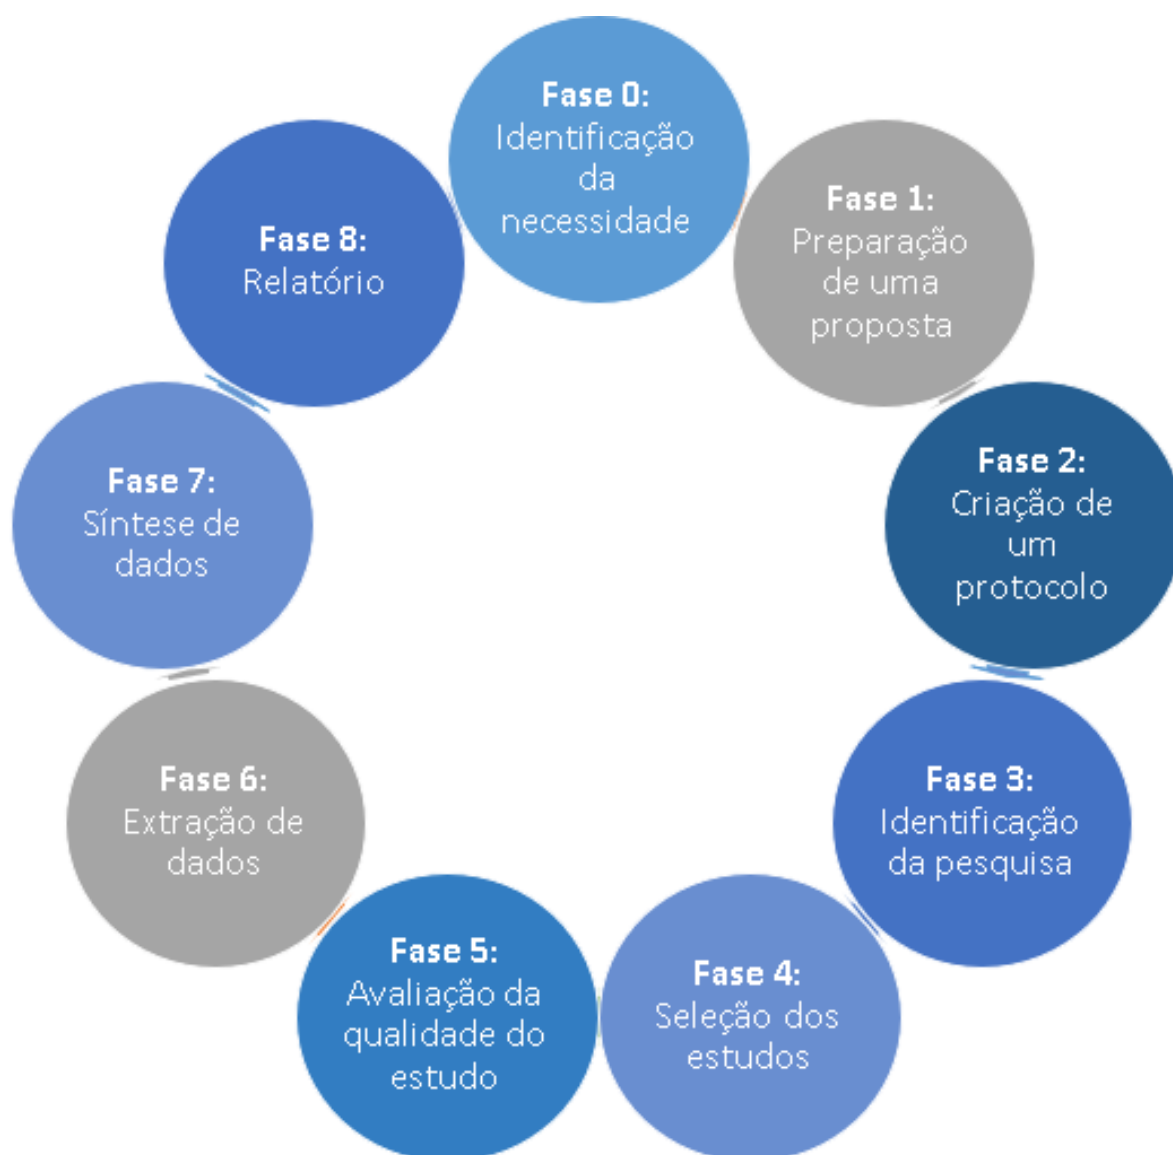 Fase 0:
Identificação
da
necessidade
Fase 1:
Preparação
de uma
proposta
Fase 2:
Criação de
um
protocolo
Fase 3:
Identificação
da pesquisa
Fase 4:
Seleção dos
estudos
Fase 5:
Avaliação da
qualidade do
estudo
Fase 6:
Extração de
dados
Fase 7:
Síntese de
dados
Fase 8:
Relatório